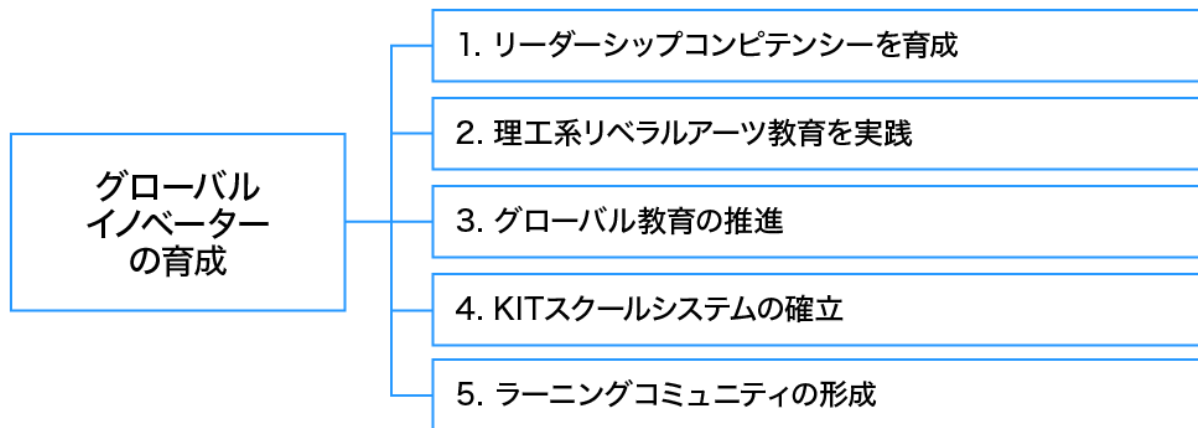 グローバル
イノベーター
の育成
1. リーダーシップコンピテンシーを育成
2. 理工系リベラルアーツ教育を実践
3. グローバル教育の推進
4. KITスクールシステムの確立
5. ラーニングコミュニティの形成